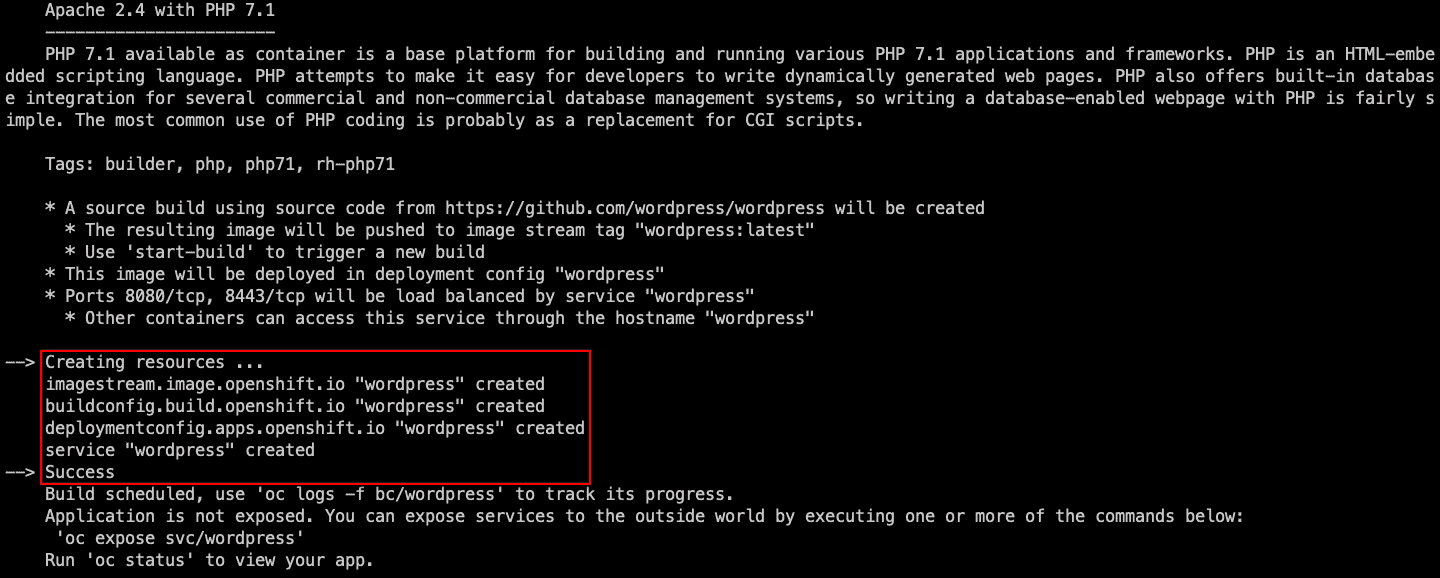 Apache 2.4 with PHP 7.1
-----------------------
PHP 7.1 available as container is a base platform for building and running various PHP 7.1 applications and frameworks. PHP is an HTML-embe
dded scripting language. PHP attempts to make it easy for developers to write dynamically generated web pages. PHP also offers built-in databas
e integration for several commercial and non-commercial database management systems, so writing a database-enabled webpage with PHP is fairly s
imple. The most common use of PHP coding is probably as a replacement for CGI scripts.
Tags: builder, php, php71, rh-php71
* A source build using source code from https://github.com/wordpress/wordpress will be created
* The resulting image will be pushed to image stream tag "wordpress:latest"
* Use 'start-build' to trigger a new build
* This image will be deployed in deployment config "wordpress"
* Ports 8080/tcp, 8443/tcp will be load balanced by service "wordpress"
* Other containers can access this service through the hostname "wordpress"
--> Creating resources ...
imagestream.image.openshift.io "wordpress" created
buildconfig.build.openshift.io "wordpress" created
deploymentconfig.apps.openshift.io "wordpress" created
service "wordpress" created
--> Success
Build scheduled, use 'oc logs -f bc/wordpress' to track its progress.
Application is not exposed. You can expose services to the outside world by executing one or more of the commands below:
'oc expose svc/wordpress'
Run 'oc status' to view your app.